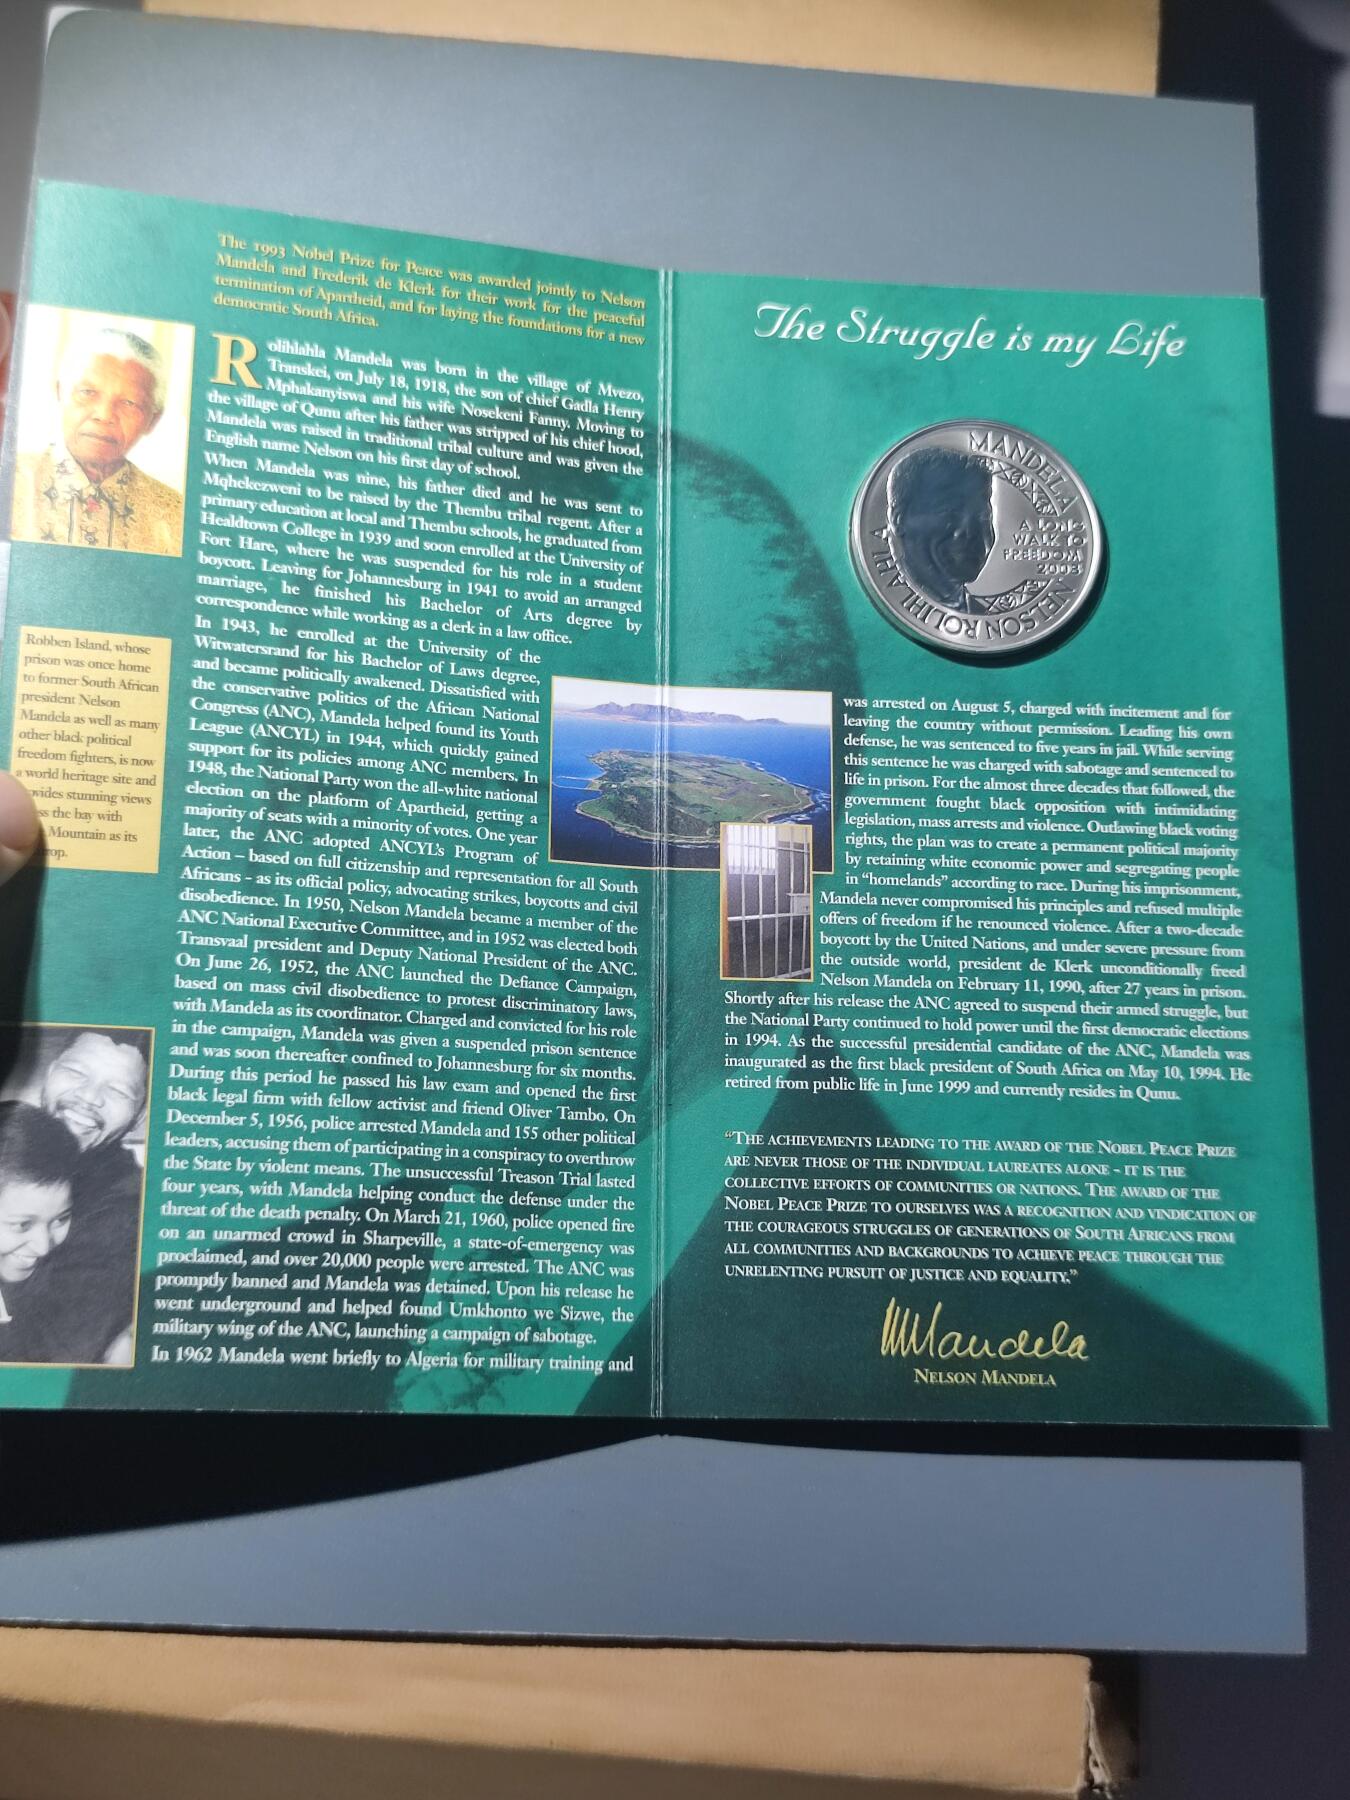 The 1993 Nobel Prize for Peace was awarded jointly to Nelson
Mandela and Frederik de Klerk for their work for the peaceful
termination of Apartheid, and for laying the foundations for a new
democratic South Africa.
Rolihlahla Mandela was born in the village of Mvezo,
Transkei, on July 18, 1918, the son of chief Gadla Henry
Mphakanyiswa and his wife Nosekeni Fanny. Moving to
the village of Qunu after his father was stripped of his chief hood,
Mandela was raised in traditional tribal culture and was given the
English name Nelson on his first day of school.
When Mandela was nine, his father died and he was sent to
Mqhekezweni to be raised by the Thembu tribal regent. After a
primary education at local and Thembu schools, he graduated from
Healdtown College in 1939 and soon enrolled at the University of
Fort Hare, where he was suspended for his role in a student
boycott. Leaving for Johannesburg in 1941 to avoid an arranged
marriage, he finished his Bachelor of Arts degree by
correspondence while working as a clerk in a law office.
In 1943, he enrolled at the University of the
Witwatersrand for his Bachelor of Laws degree,
and became politically awakened. Dissatisfied with
the conservative politics of the African National
Congress (ANC), Mandela helped found its Youth
League (ANCYL) in 1944, which quickly gained
support for its policies among ANC members. In
1948, the National Party won the all-white national
election on the platform of Apartheid, getting a
majority of seats with a minority of votes. One year
later, the ANC adopted ANCYL's Program of
Action – based on full citizenship and representation for all South
Africans - as its official policy, advocating strikes, boycotts and civil
disobedience. In 1950, Nelson Mandela became a member of the
ANC National Executive Committee, and in 1952 was elected both
Transvaal president and Deputy National President of the ANC.
On June 26, 1952, the ANC launched the Defiance Campaign,
based on mass civil disobedience to protest discriminatory laws,
with Mandela as its coordinator. Charged and convicted for his role
in the campaign, Mandela was given a suspended prison sentence
and was soon thereafter confined to Johannesburg for six months.
During this period he passed his law exam and opened the first
black legal firm with fellow activist and friend Oliver Tambo. On
December 5, 1956, police arrested Mandela and 155 other political
leaders, accusing them of participating in a conspiracy to overthrow
the State by violent means. The unsuccessful Treason Trial lasted
four years, with Mandela helping conduct the defense under the
threat of the death penalty. On March 21, 1960, police opened fire
on an unarmed crowd in Sharpeville, a state-of-emergency was
proclaimed, and over 20,000 people were arrested. The ANC was
promptly banned and Mandela was detained. Upon his release he
went underground and helped found Umkhonto we Sizwe, the
military wing of the ANC, launching a campaign of sabotage.
In 1962 Mandela went briefly to Algeria for military training and
Robben Island, whose
prison was once home
to former South African
president Nelson
Mandela as well as many
other black political
freedom fighters, is now
a world heritage site and
stunning views
the bay with
Mountain as its
The Struggle is my Life
MANDELA
A LONG
WALK TO
FREEDOM
2003
NELSON ROLIHLAHLA
was arrested on August 5, charged with incitement and for
leaving the country without permission. Leading his own
defense, he was sentenced to five years in jail. While serving
this sentence he was charged with sabotage and sentenced to
life in prison. For the almost three decades that followed, the
government fought black opposition with intimidating
legislation, mass arrests and violence. Outlawing black voting
rights, the plan was to create a permanent political majority
by retaining white economic power and segregating people
in “homelands” according to race. During his imprisonment,
Mandela never compromised his principles and refused multiple
offers of freedom if he renounced violence. After a two-decade
boycott by the United Nations, and under severe pressure from
the outside world, president de Klerk unconditionally freed
Nelson Mandela on February 11, 1990, after 27 years in prison.
Shortly after his release the ANC agreed to suspend their armed struggle, but
the National Party continued to hold power until the first democratic elections
in 1994. As the successful presidential candidate of the ANC, Mandela was
inaugurated as the first black president of South Africa on May 10, 1994. He
retired from public life in June 1999 and currently resides in Qunu.
“THE ACHIEVEMENTS LEADING TO THE AWARD OF THE NOBEL PEACE PRIZE
ARE NEVER THOSE OF THE INDIVIDUAL LAUREATES ALONE – IT IS THE
COLLECTIVE EFFORTS OF COMMUNITIES OR NATIONS. THE AWARD OF THE
NOBEL PEACE PRIZE TO OURSELVES WAS A RECOGNITION AND VINDICATION OF
THE COURAGEOUS STRUGGLES OF GENERATIONS OF SOUTH AFRICANS FROM
ALL COMMUNITIES AND BACKGROUNDS TO ACHIEVE PEACE THROUGH THE
UNRELENTING PURSUIT OF JUSTICE AND EQUALITY.”
NMandela
NELSON MANDELA